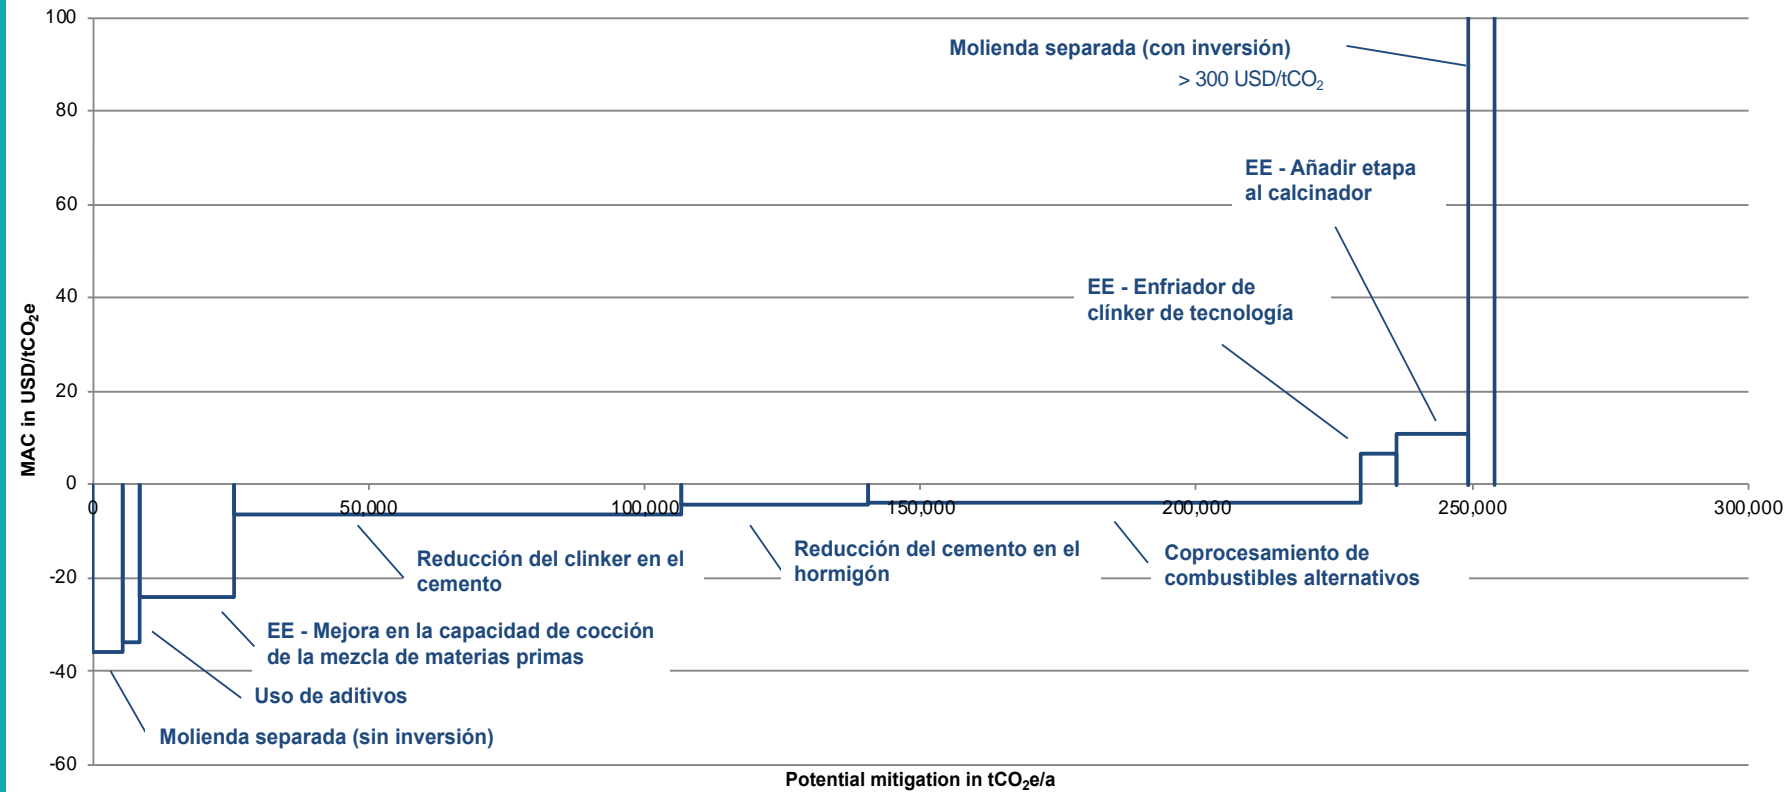 100
Molienda separada (con inversión)
> 300 USD/tCO2
80
EE - Añadir etapa
al calcinador
60
EE - Enfriador de
clínker de tecnología
40
MAC in USD/tCO2e
20
0
0
50,000
100,000
150,000
200,000
250,000
300,000
Reducción del clinker en el
cemento
Reducción del cemento en el
hormigón
Coprocesamiento de
combustibles alternativos
-20
EE - Mejora en la capacidad de cocción
de la mezcla de materias primas
-40
Uso de aditivos
Molienda separada (sin inversión)
-60
Potential mitigation in tCO2e/a